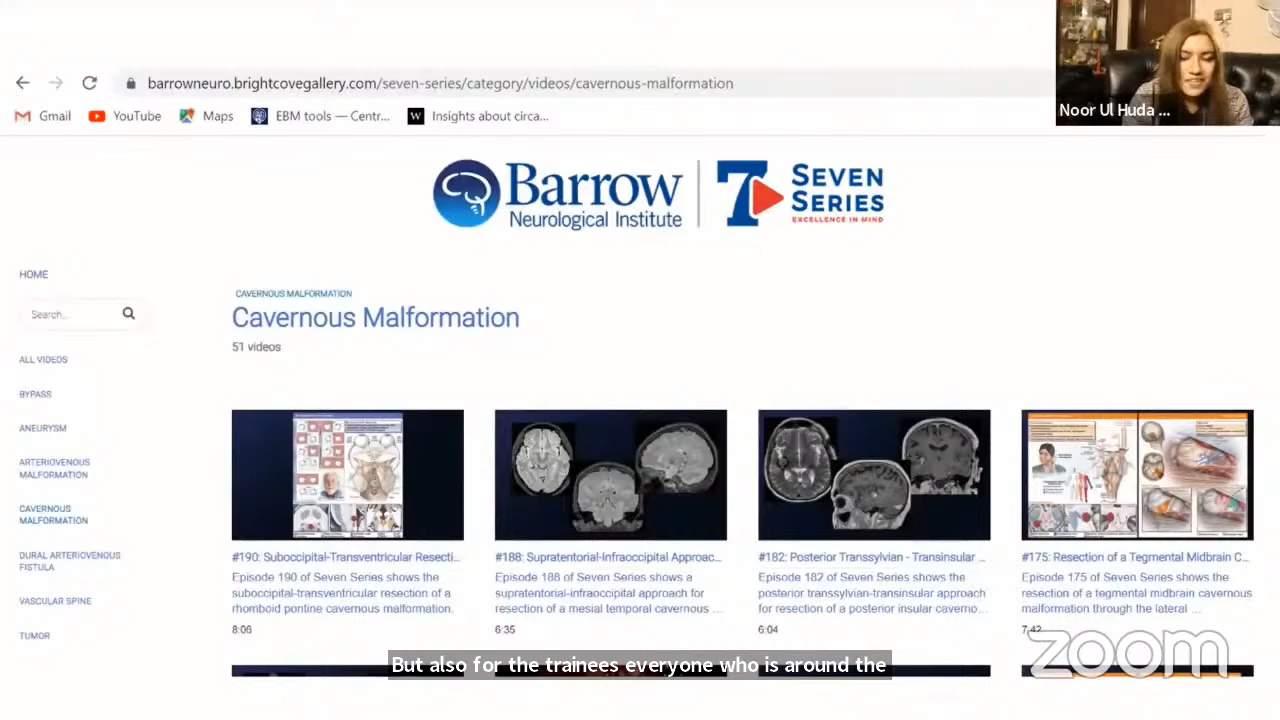 barrowneuro.brightcovegallery.com/seven-series/category/videos/cavernous-malformation
Gmail YouTube Maps EBM tools — Centr... W Insights about circa...
Noor Ul Huda ...
Barrow
Neurological Institute
7 SEVEN
SERIES
EXCELLENCE IN MIND
HOME
Search...
ALL VIDEOS
BYPASS
ANEURYSM
ARTERIOVENOUS
MALFORMATION
CAVERNOUS
MALFORMATION
DURAL ARTERIOVENOUS
FISTULA
VASCULAR SPINE
TUMOR
CAVERNOUS MALFORMATION
Cavernous Malformation
51 videos
#190: Suboccipital-Transventricular Resecti...
Episode 190 of Seven Series shows the
suboccipital-transventricular resection of a
rhomboid pontine cavernous malformation.
8:06
#188: Supratentorial-Infraoccipital Approac...
Episode 188 of Seven Series shows a
supratentorial-infraoccipital approach for
resection of a mesial temporal cavernous ...
6:35
#182: Posterior Transsylvian - Transinsular ...
Episode 182 of Seven Series shows the
posterior transsylvian-transinsular approach
for resection of a posterior insular caverno...
6:04
#175: Resection of a Tegmental Midbrain C...
Episode 175 of Seven Series shows the
resection of a tegmental midbrain cavernous
malformation through the lateral ...
7:42
zoom
But also for the trainees everyone who is around the